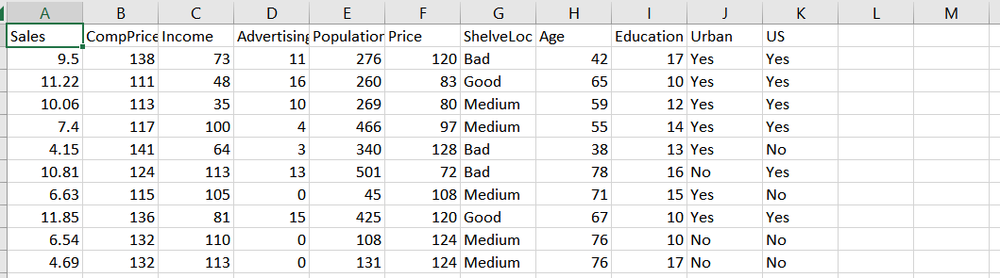 A B C D E F G H I J K L M
Sales CompPrice Income Advertising Population Price ShelveLoc Age Education Urban US
9.5 138 73 11 276 120 Bad 42 17 Yes Yes
11.22 111 48 16 260 83 Good 65 10 Yes Yes
10.06 113 35 10 269 80 Medium 59 12 Yes Yes
7.4 117 100 4 466 97 Medium 55 14 Yes Yes
4.15 141 64 3 340 128 Bad 38 13 Yes No
10.81 124 113 13 501 72 Bad 78 16 No Yes
6.63 115 105 0 45 108 Medium 71 15 Yes No
11.85 136 81 15 425 120 Good 67 10 Yes Yes
6.54 132 110 0 108 124 Medium 76 10 No No
4.69 132 113 0 131 124 Medium 76 17 No No